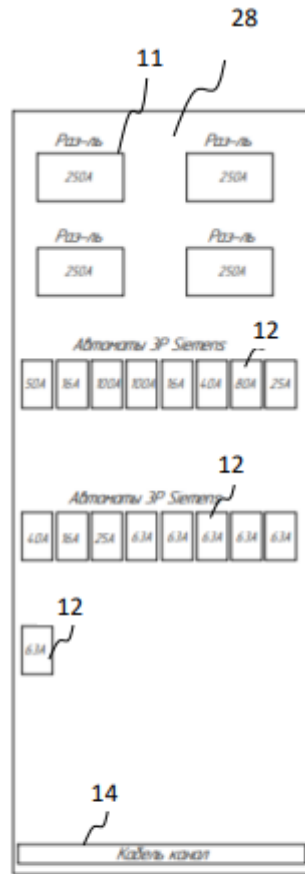 28
11
Раз-ль Раз-ль
250А 250А
Раз-ль Раз-ль
250А 250А
Автоматы 3Р Siemens
12
50А 16А 100А 100А 16А 40А 80А 25А
12
Автоматы 3Р Siemens
40А 16А 25А 63А 63А 63А 63А 63А
12
63А
14
Кабель канал